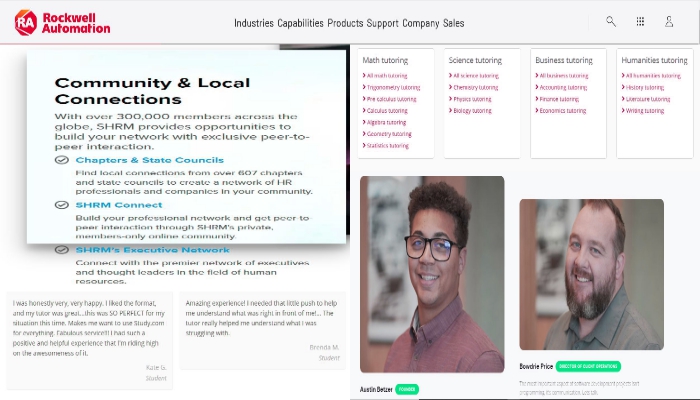 Rockwell
Automation
RA
Industries Capabilities Products Support Company Sales
Community & Local
Connections
With over 300,000 members across the
globe, SHRM provides opportunities to
build your network with exclusive peer-to-
peer interaction.
Chapters & State Councils
Find local connections from over 607 chapters
and state councils to create a network of HR
professionals and companies in your community.
SHRM Connect
Build your professional network and get peer to
peer interaction through SHRM's private,
members-only online community.
SHRM's Executive Network
Connect with the premier network of executives
and thought leaders in the field of human
resources.
I was honestly very, very happy. I liked the format,
and my tutor was great...this was SO PERFECT for my
situation this time. Makes me want to use Study.com
for everything. Fabulous service!! I had such a
positive and helpful experience that I'm riding high
on the awesomeness of it.
Kate G.
Student
Amazing experience! I needed that little push to help
me understand what was right in front of me!... The
tutor really helped me understand what I was
struggling with.
Brenda M.
Student
Math tutoring
All math tutoring
Trigonometry tutoring
Pre calculus tutoring
Calculus tutoring
Algebra tutoring
Geometry tutoring
Statistics tutoring
Science tutoring
All science tutoring
Chemistry tutoring
Physics tutoring
Biology tutoring
Business tutoring
All business tutoring
Accounting tutoring
Finance tutoring
Economics tutoring
Humanities tutoring
All humanities tutoring
History tutoring
Literature tutoring
Writing tutoring
Austin Betzer FOUNDER
Bowdrie Price DIRECTOR OF CLIENT OPERATIONS
The most important aspect of software development projects isn't
programming, it's communication. Let's talk.